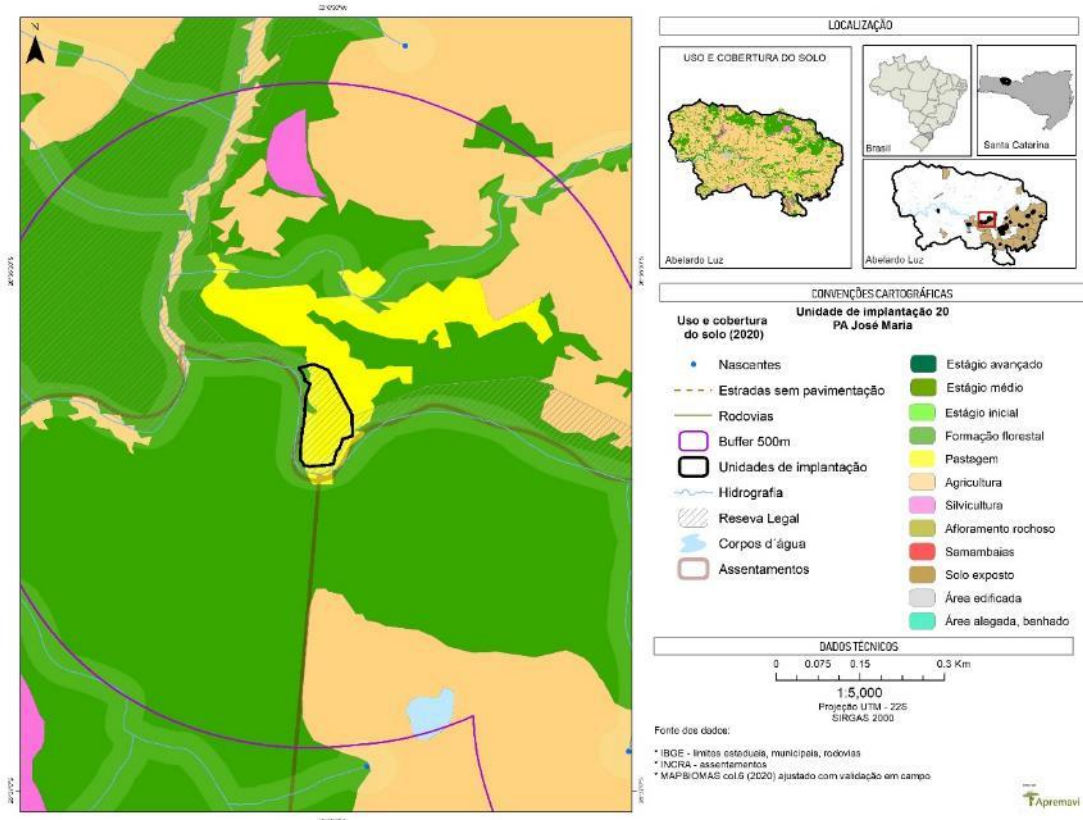 LOCALIZAÇÃO
USO E COBERTURA DO SOLO
Abelardo Luz
Brasil
Santa Catarina
Abelardo Luz
CONVENÇÕES CARTOGRÁFICAS
Unidade de implantação 20
PA José Maria
Uso e cobertura
do solo (2020)
Nascentes
Estradas sem pavimentação
Rodovias
Buffer 500m
Unidades de implantação
Hidrografia
Reseva Legal
Corpos d´água
Assentamentos
Estágio avançado
Estágio médio
Estágio inicial
Formação florestal
Pastagem
Agricultura
Silvicultura
Afloramento rochoso
Samambaias
Solo exposto
Área edificada
Área alagada, banhado
DADOS TÉCNICOS
0 0.075 0.15 0.3 Km
1:5,000
Projeção UTM - 22S
SIRGAS 2000
Fonte dos dados:
* IBGE - limites estaduais, municipais, rodovias
* INCRA - assentamentos
* MAPBIOMAS col.6 (2020) ajustado com validação em campo
Apremavi